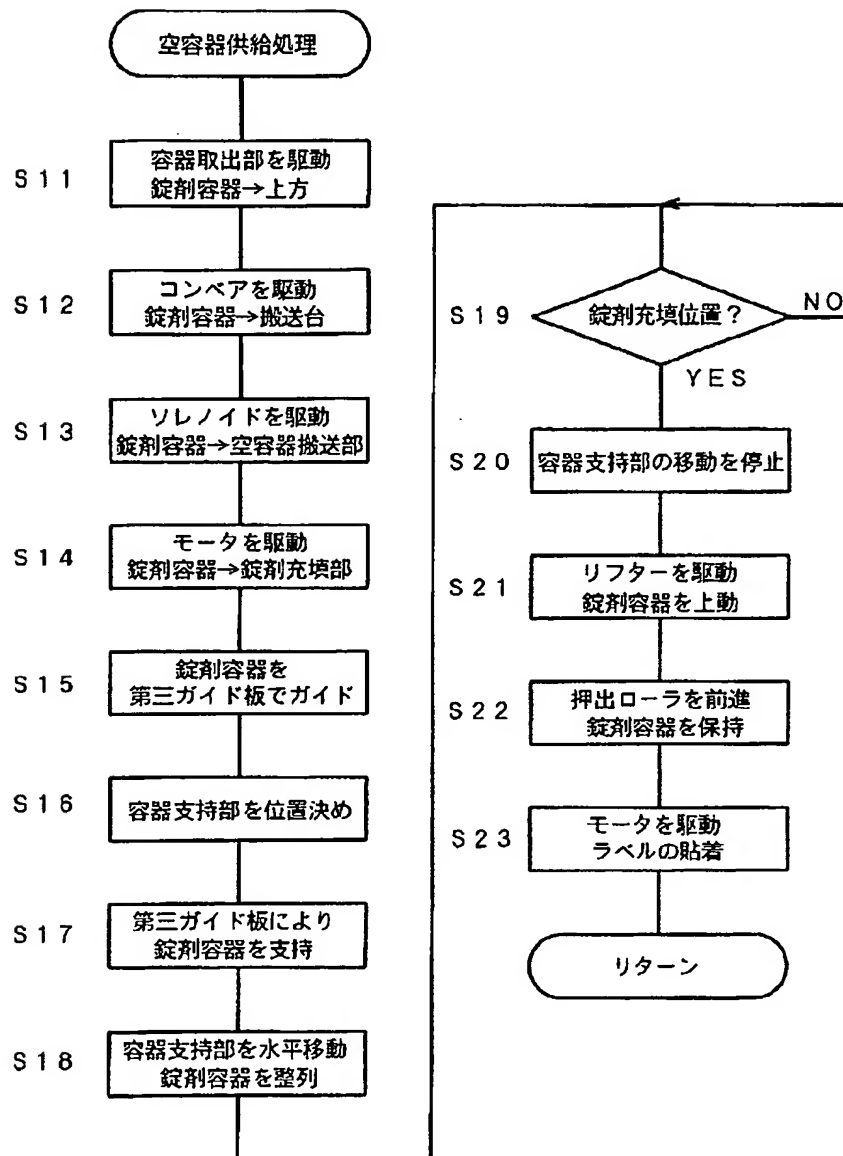 空容器供給処理
S11
容器取出部を駆動
錠剤容器→上方
S12
コンベアを駆動
錠剤容器→搬送台
S13
ソレノイドを駆動
錠剤容器→空容器搬送部
S14
モータを駆動
錠剤容器→錠剤充填部
S15
錠剤容器を
第三ガイド板でガイド
S16
容器支持部を位置決め
S17
第三ガイド板により
錠剤容器を支持
S18
容器支持部を水平移動
錠剤容器を整列
S19
錠剤充填位置?
NO
YES
S20
容器支持部の移動を停止
S21
リフターを駆動
錠剤容器を上動
S22
押出ローラを前進
錠剤容器を保持
S23
モータを駆動
ラベルの貼着
リターン